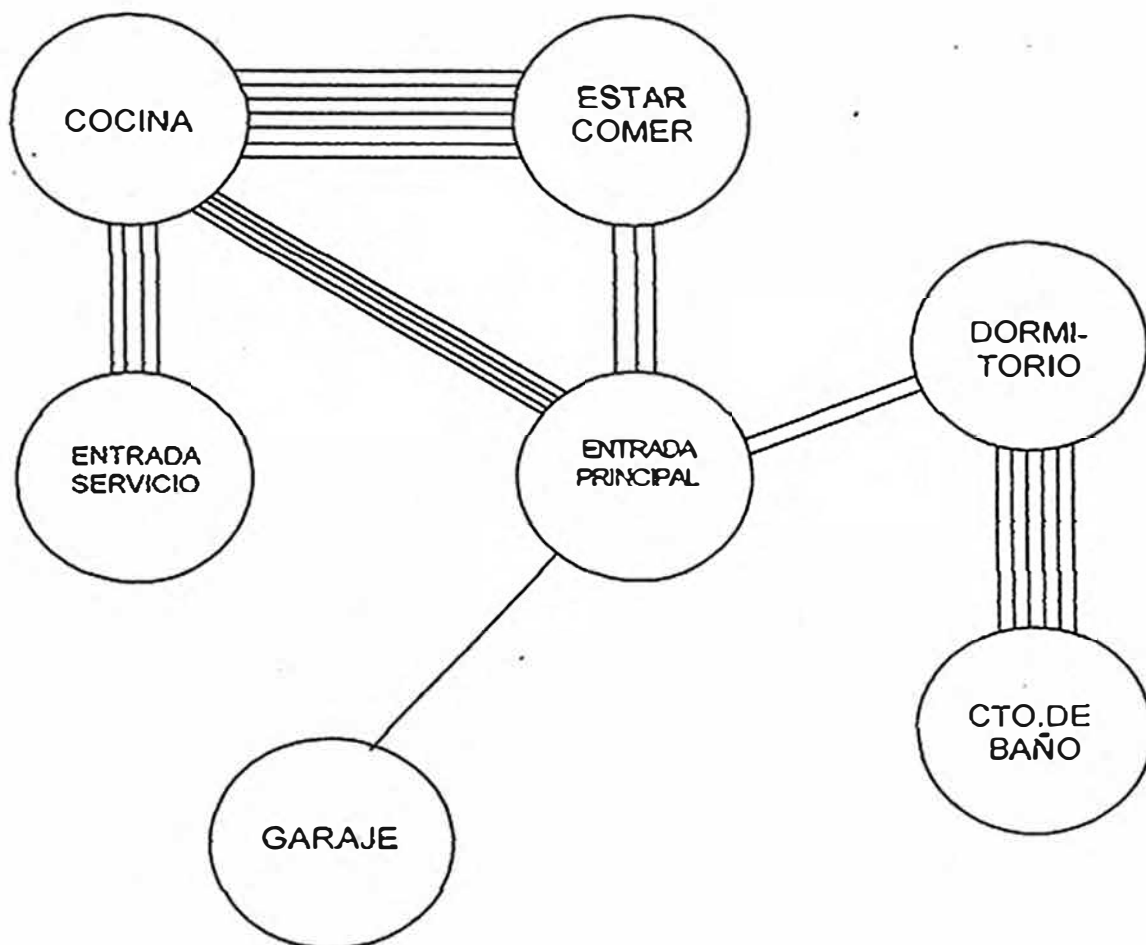 COCINA
ESTAR
COMER
DORMI-
TORIO
ENTRADA
SERVICIO
ENTRADA
PRINCIPAL
CTO.DE
BAÑO
GARAJE